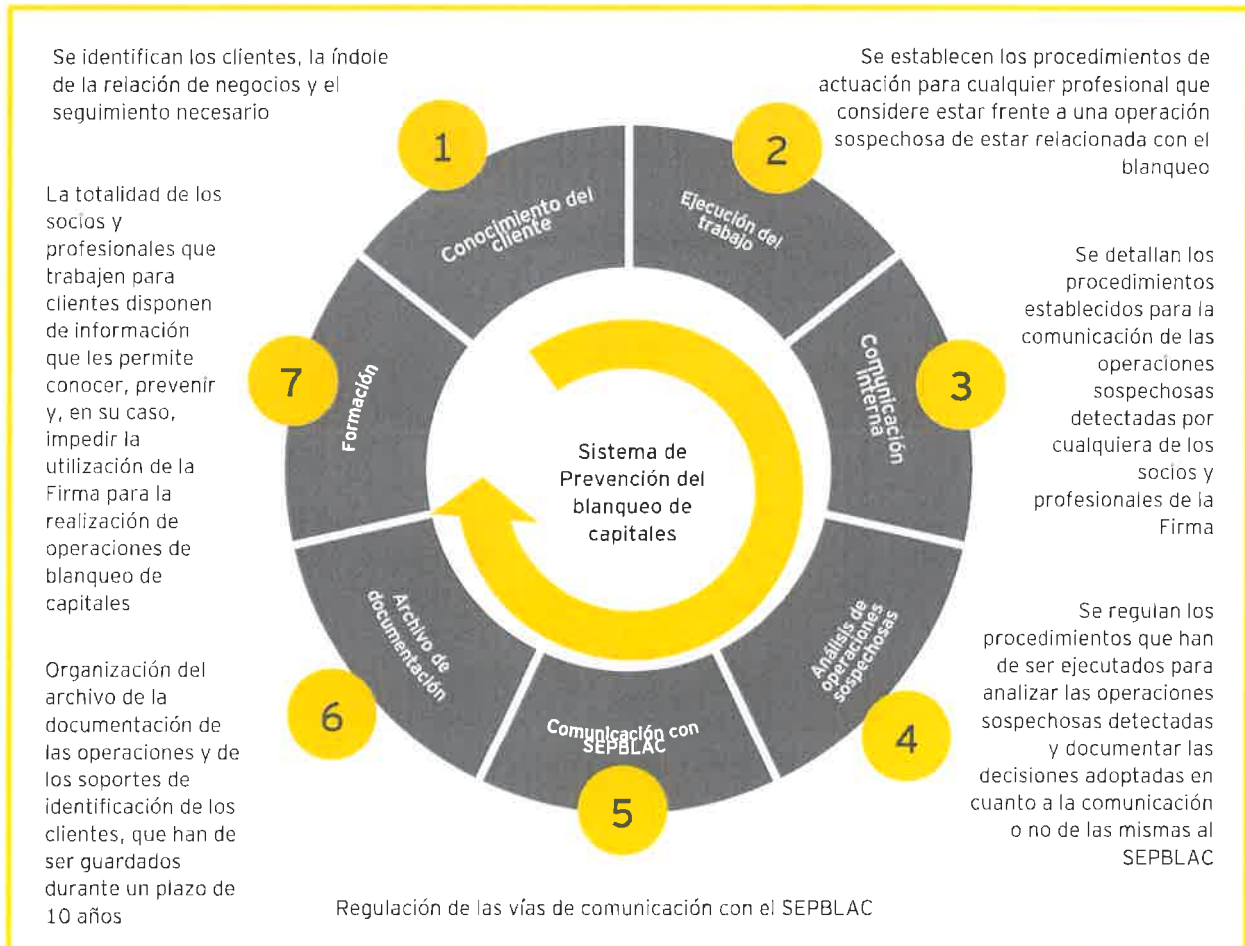 Se identifican los clientes, la índole
de la relación de negocios y el
seguimiento necesario
1
Conocimiento del
cliente
Se establecen los procedimientos de
actuación para cualquier profesional que
considere estar frente a una operación
sospechosa de estar relacionada con el
blanqueo
2
Ejecución del
trabajo
Se detallan los
procedimientos
establecidos para la
comunicación de las
operaciones
sospechosas
detectadas por
cualquiera de los
socios y
profesionales de la
Firma
3
Comunicación
interna
Se regulan los
procedimientos que han
de ser ejecutados para
analizar las operaciones
sospechosas detectadas
y documentar las
decisiones adoptadas en
cuanto a la comunicación
o no de las mismas al
SEPBLAC
4
Análisis de
operaciones
sospechosas
Comunicación con
SEPBLAC
5
Regulación de las vías de comunicación con el SEPBLAC
Archivo de
documentación
6
Organización del
archivo de la
documentación de
las operaciones y de
los soportes de
identificación de los
clientes, que han de
ser guardados
durante un plazo de
10 años
Formación
7
La totalidad de los
socios y
profesionales que
trabajen para
clientes disponen
de información
que les permite
conocer, prevenir
y, en su caso,
impedir la
utilización de la
Firma para la
realización de
operaciones de
blanqueo de
capitales
Sistema de
Prevención del
blanqueo de
capitales